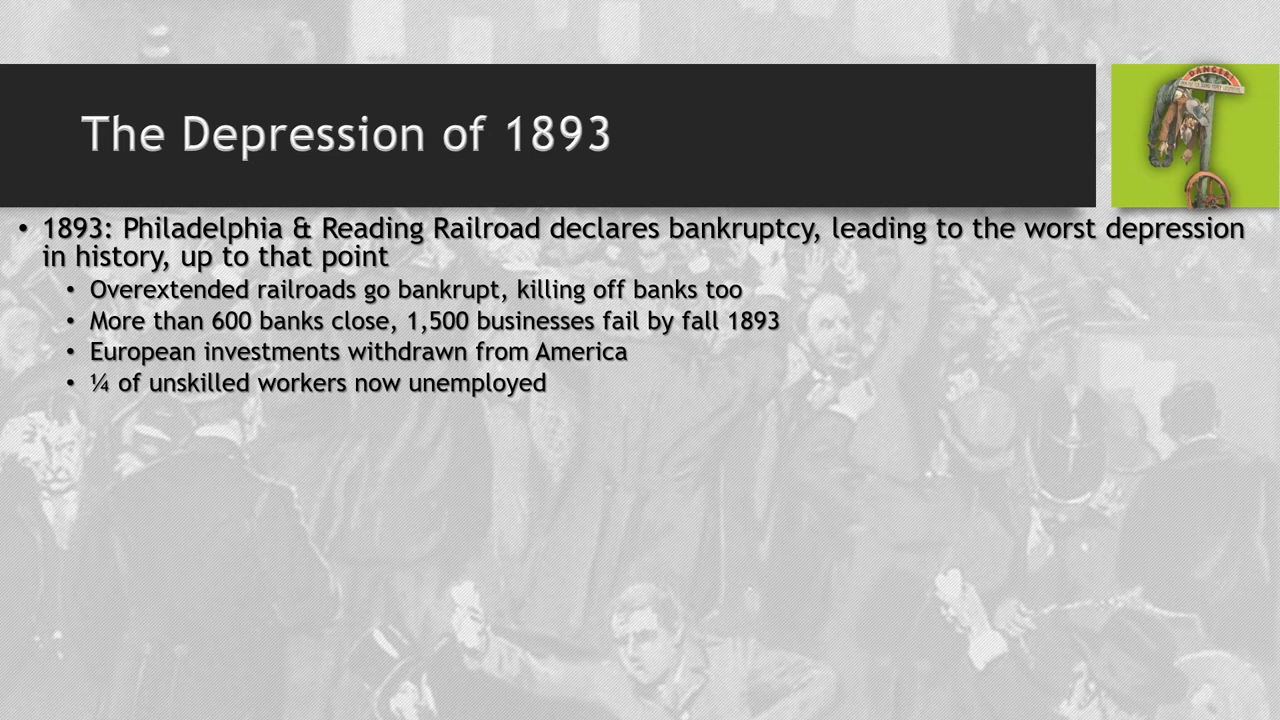 The Depression of 1893
DANGER!
• 1893: Philadelphia & Reading Railroad declares bankruptcy, leading to the worst depression
in history, up to that point
• Overextended railroads go bankrupt, killing off banks too
• More than 600 banks close, 1,500 businesses fail by fall 1893
• European investments withdrawn from America
• ¼ of unskilled workers now unemployed